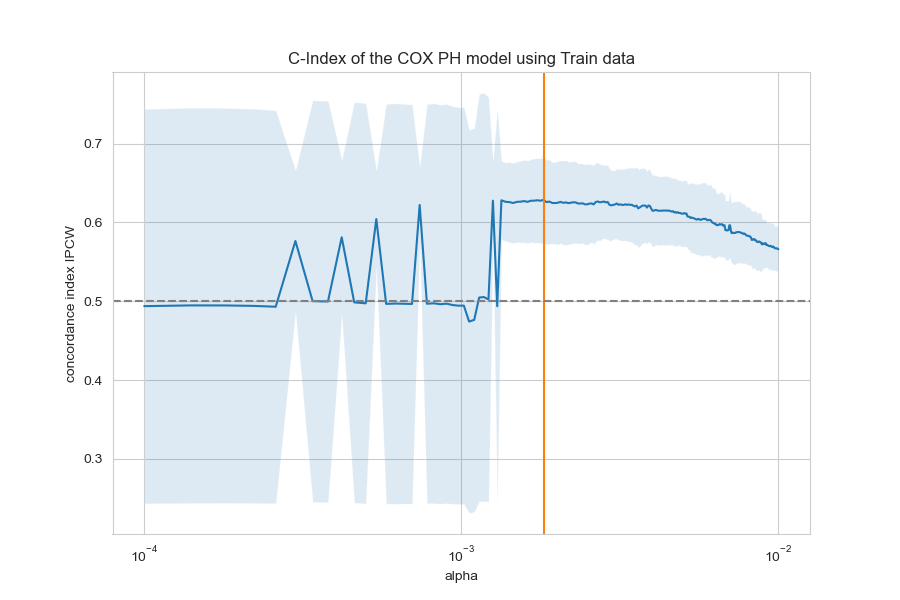 C-Index of the COX PH model using Train data
concordance index IPCW
0.7
0.6
0.5
0.4
0.3
10⁻⁴
10⁻³
10⁻²
alpha